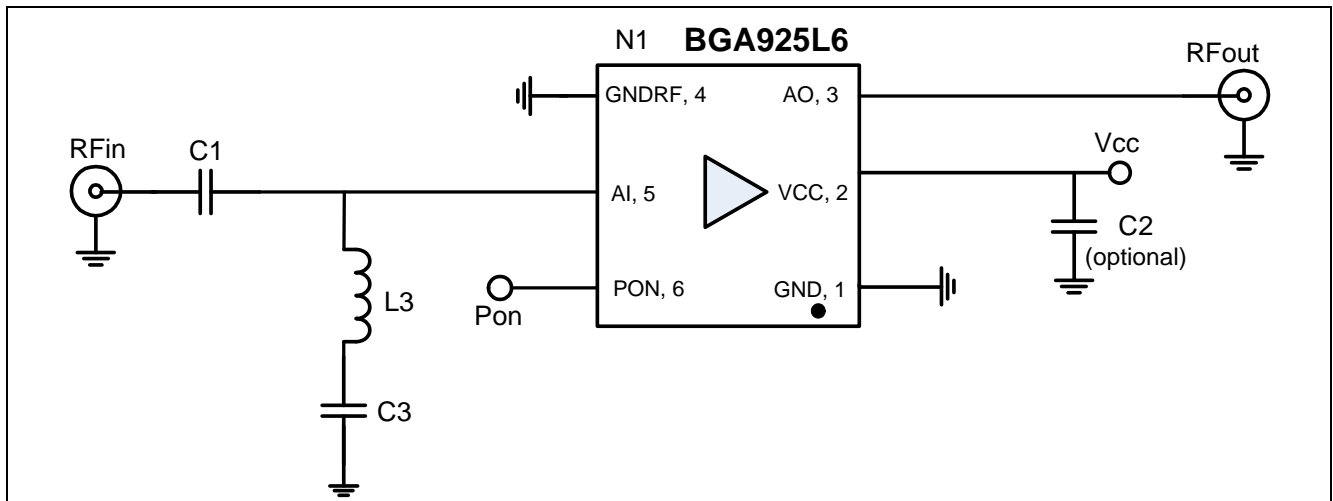 N1 BGA925L6
RFout
GNDRF, 4 AO, 3
RFin
C1
Vcc
AI, 5 VCC, 2
C2
(optional)
L3
PON, 6 GND, 1
Pon
C3